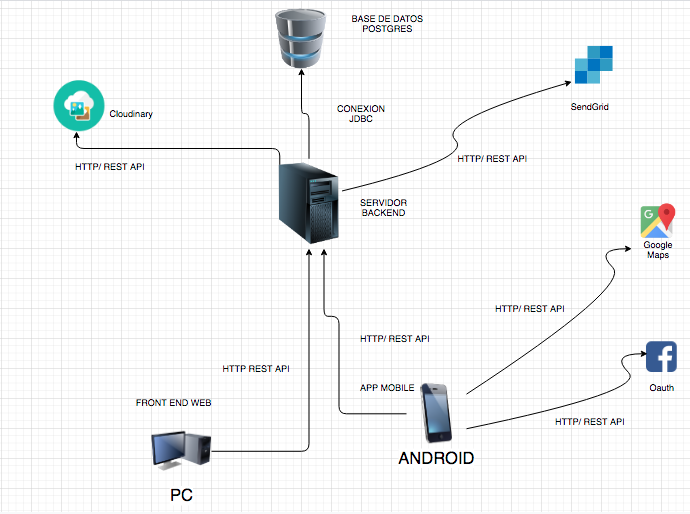 BASE DE DATOS
POSTGRES
Cloudinary
CONEXION
JDBC
SendGrid
HTTP/ REST API
HTTP/ REST API
SERVIDOR
BACKEND
G
Google
Maps
HTTP/ REST API
HTTP/ REST API
HTTP REST API
f
Oauth
APP MOBILE
FRONT END WEB
HTTP/ REST API
ANDROID
PC